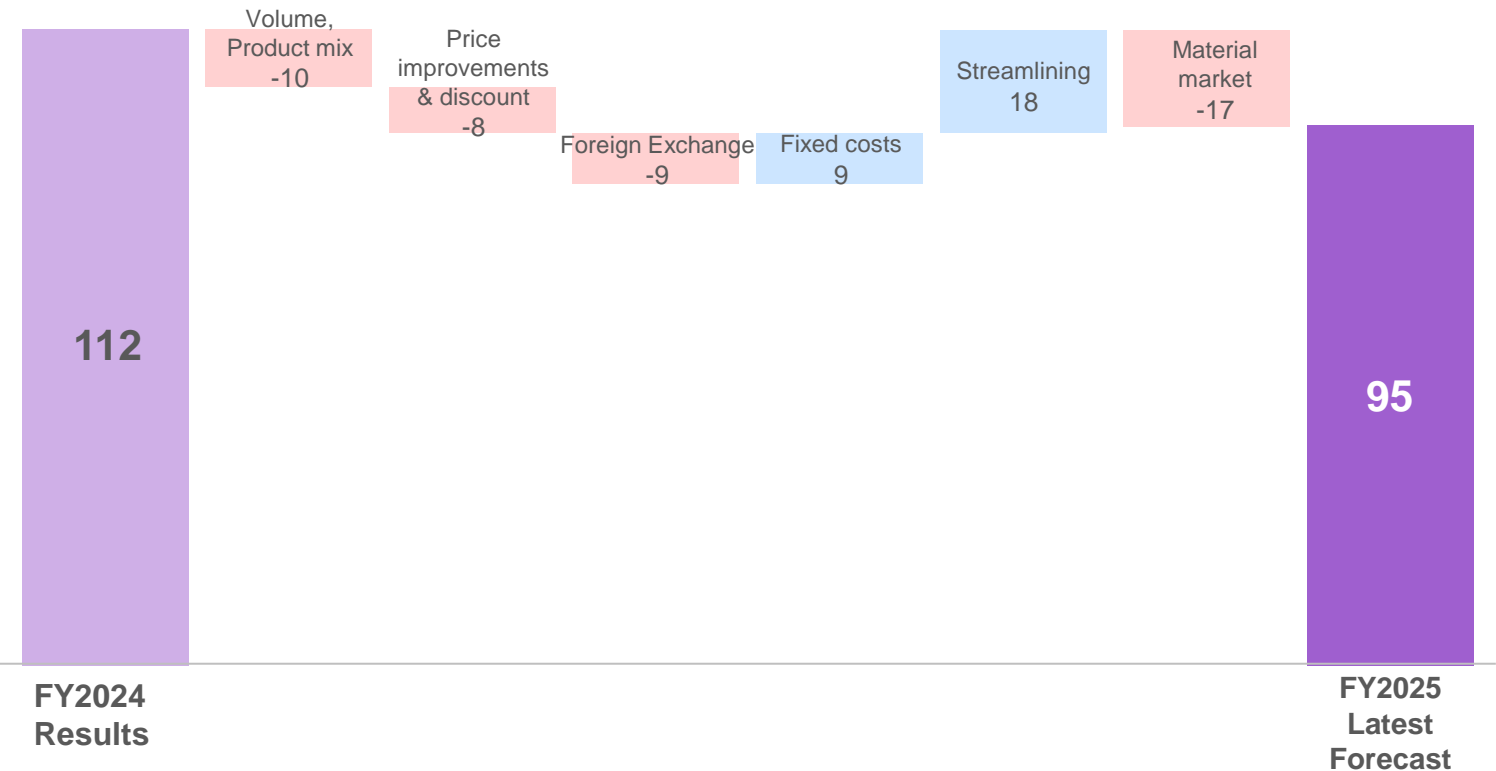 112
FY2024
Results
Volume,
Product mix
-10
Price
improvements
& discount
-8
Foreign Exchange
-9
Fixed costs
9
Streamlining
18
Material
market
-17
95
FY2025
Latest
Forecast